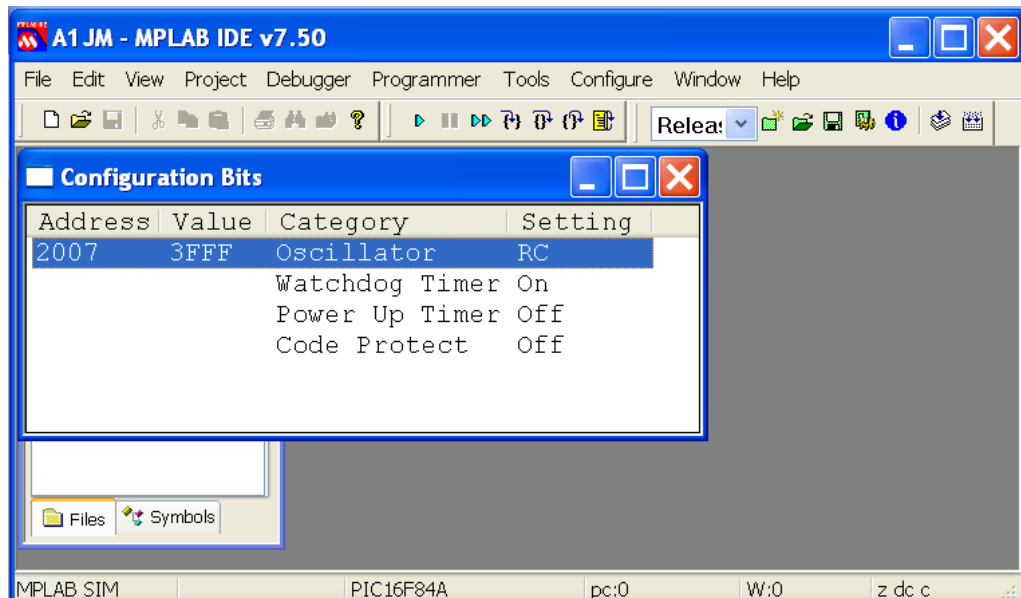 A1 JM - MPLAB IDE v7.50
File Edit View Project Debugger Programmer Tools Configure Window Help
Releas
Configuration Bits
Address Value Category Setting
2007 3FFF Oscillator RC
Watchdog Timer On
Power Up Timer Off
Code Protect Off
Files Symbols
MPLAB SIM PIC16F84A pc:0 W:0 z dc c